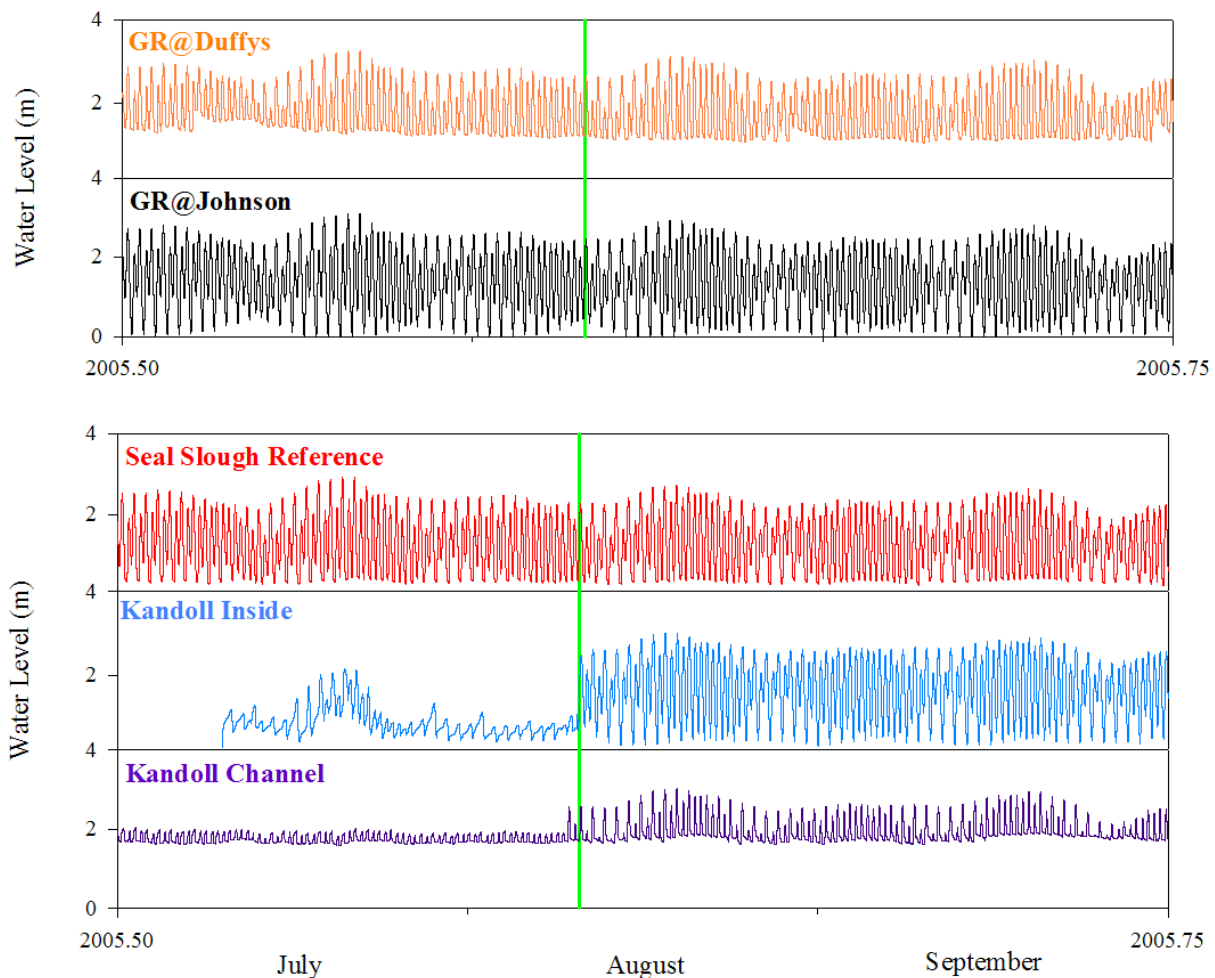 4
GR@Duffys
2
4
GR@Johnson
2
0
Water Level (m)
2005.50
2005.75
4
Seal Slough Reference
2
4
Kandoll Inside
2
4
Kandoll Channel
2
0
Water Level (m)
2005.50
2005.75
July
August
September